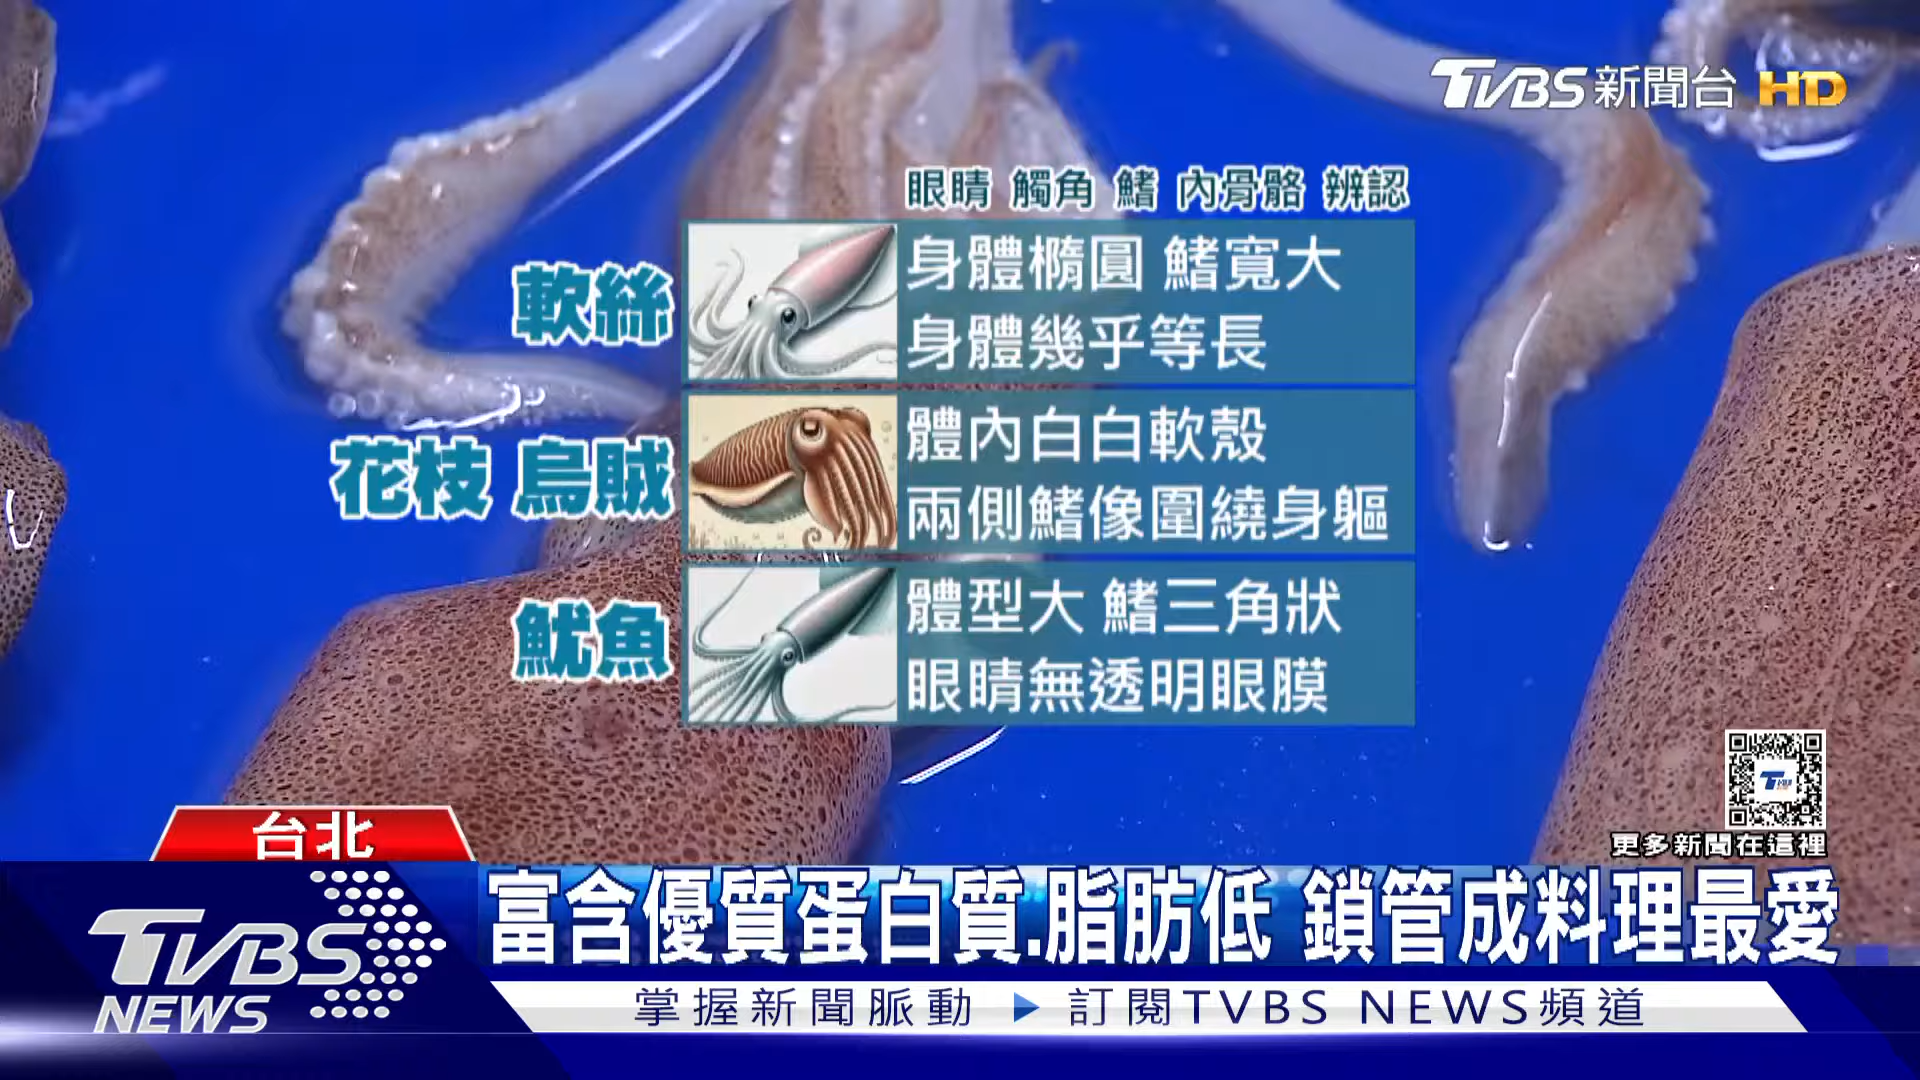 TVBS新聞台 HD
眼睛 觸角 鰭 內骨骼 辨認
軟絲
身體橢圓 鰭寬大
身體幾乎等長
花枝 烏賊
體內白白軟殼
兩側鰭像圍繞身軀
魷魚
體型大 鰭三角狀
眼睛無透明眼膜
TVBS
更多新聞在這裡
台北
富含優質蛋白質.脂肪低 鎖管成料理最愛
TVBS NEWS
掌握新聞脈動 ▶ 訂閱TVBS NEWS頻道